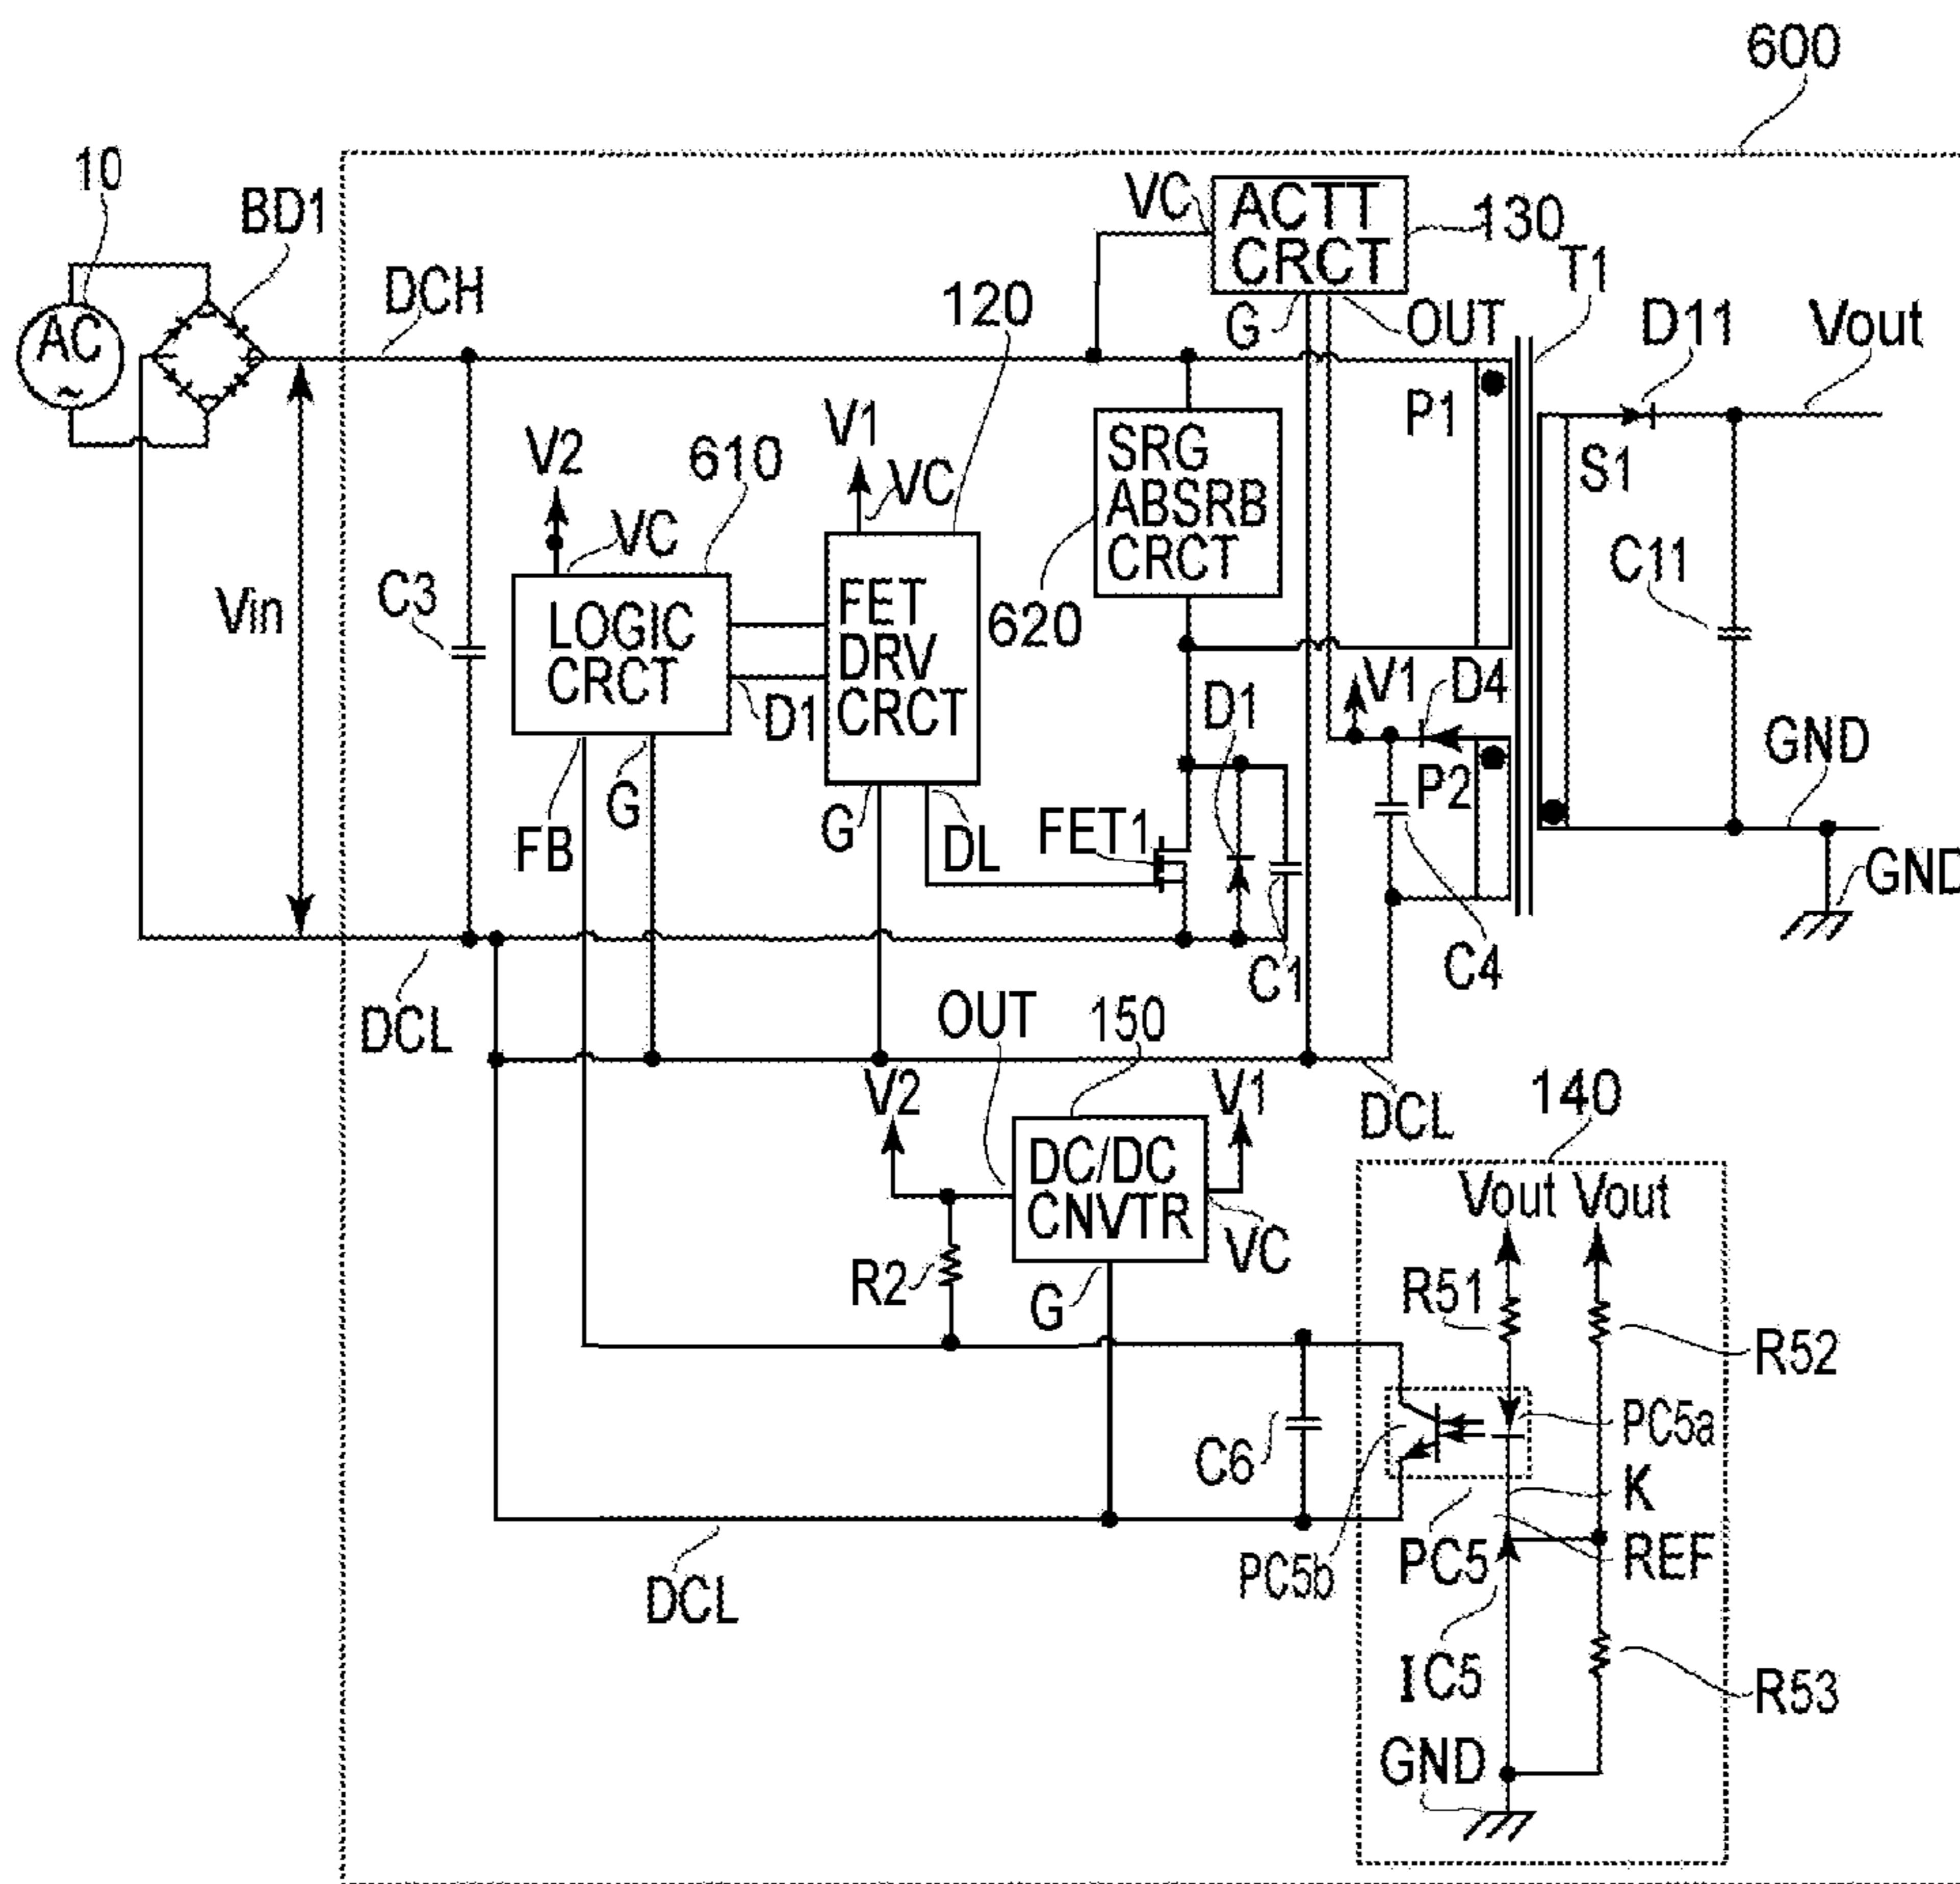 600
10
BD1
AC
~
DCH
VC
ACTT
CRCT
130
T1
G
OUT
D11
Vout
120
V1
VC
V2
VC
610
P1
SRG
ABSRB
CRCT
620
S1
C11
Vin
C3
LOGIC
CRCT
D1
FET
DRV
CRCT
V1
D4
D1
P2
GND
FB
G
G
DL
FET1
C1
C4
GND
DCL
OUT
150
V2
V1
DCL
140
DC/DC
CNVTR
VC
R2
G
Vout
Vout
R51
R52
C6
PC5a
K
PC5b
PC5
REF
DCL
IC5
R53
GND